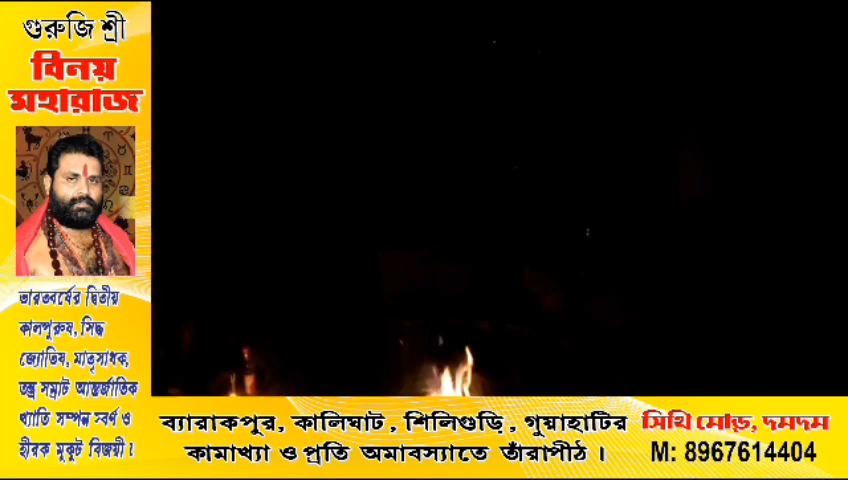 গুরুজি শ্রী
বিনয়
মহারাজ
ভারতবর্ষের দ্বিতীয়
কালপুরুষ, সিদ্ধ
জ্যোতিষ, মাতৃসাধক,
তন্ত্র সম্রাট আন্তর্জাতিক
খ্যাতি সম্পন্ন স্বর্ণ ও
হীরক মুকুট বিজয়ী।
ব্যারাকপুর, কালিঘাট, শিলিগুড়ি, গুয়াহাটির
কামাখ্যা ও প্রতি অমাবস্যাতে তাঁরাপীঠ।
সিথি মোড়, দমদম
M: 8967614404